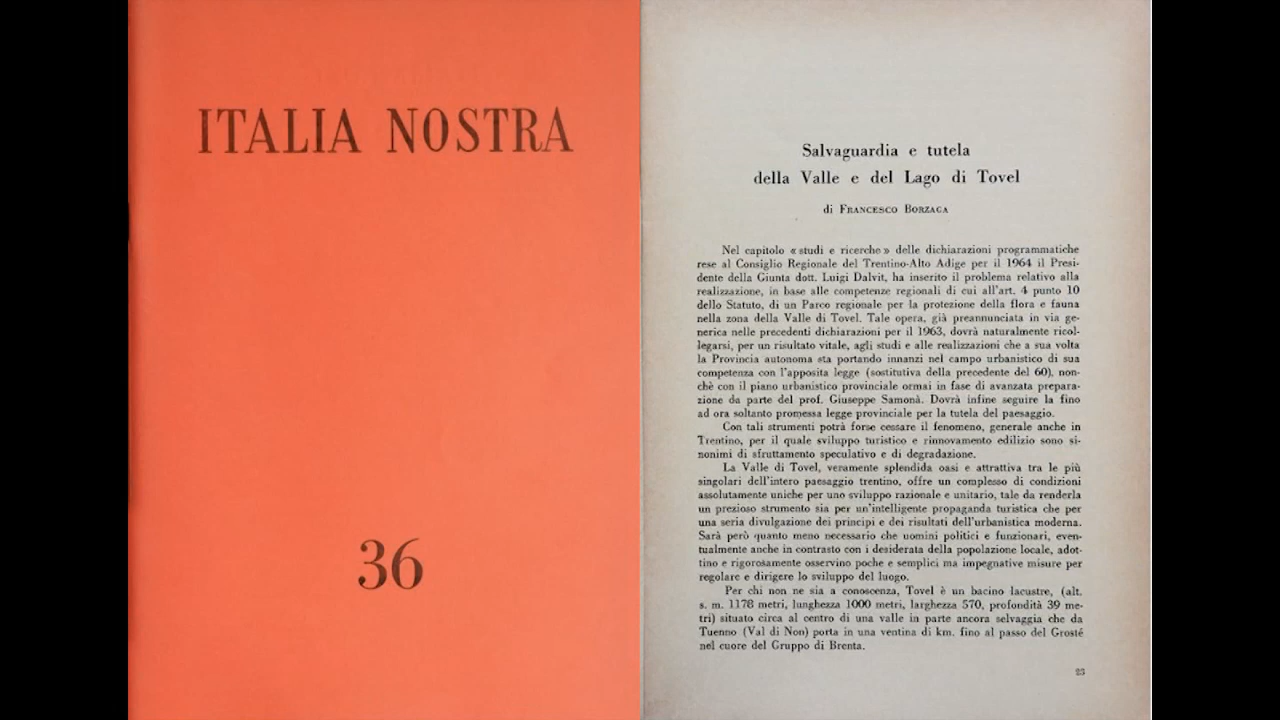 ITALIA NOSTRA
36
Salvaguardia e tutela
della Valle e del Lago di Tovel
di FRANCESCO BORZAGA
Nel capitolo « studi e ricerche » delle dichiarazioni programmatiche
rese al Consiglio Regionale del Trentino-Alto Adige per il 1964 il Presi-
dente della Giunta dott. Luigi Dalvit, ha inserito il problema relativo alla
realizzazione, in base alle competenze regionali di cui all'art. 4 punto 10
dello Statuto, di un Parco regionale per la protezione della flora e fauna
nella zona della Valle di Tovel. Tale opera, già preannunciata in via ge-
nerica nelle precedenti dichiarazioni per il 1963, dovrà naturalmente ricol-
legarsi, per un risultato vitale, agli studi e alle realizzazioni che a sua volta
la Provincia autonoma sta portando innanzi nel campo urbanistico di sua
competenza con l'apposita legge (sostitutiva della precedente del 60), non-
chè con il piano urbanistico provinciale ormai in fase di avanzata prepara-
zione da parte del prof. Giuseppe Samonà. Dovrà infine seguire la fino
ad ora soltanto promessa legge provinciale per la tutela del paesaggio.
Con tali strumenti potrà forse cessare il fenomeno, generale anche in
Trentino, per il quale sviluppo turistico e rinnovamento edilizio sono si-
nonimi di sfruttamento speculativo e di degradazione.
La Valle di Tovel, veramente splendida oasi e attrattiva tra le più
singolari dell'intero paesaggio trentino, offre un complesso di condizioni
assolutamente uniche per uno sviluppo razionale e unitario, tale da renderla
un prezioso strumento sia per un'intelligente propaganda turistica che per
una seria divulgazione dei principi e dei risultati dell'urbanistica moderna.
Sarà però quanto meno necessario che uomini politici e funzionari, even-
tualmente anche in contrasto con i desiderata della popolazione locale, adot-
tino e rigorosamente osservino poche e semplici ma impegnative misure per
regolare e dirigere lo sviluppo del luogo.
Per chi non ne sia a conoscenza, Tovel è un bacino lacustre, (alt.
s. m. 1178 metri, lunghezza 1000 metri, larghezza 570, profondità 39 me-
tri) situato circa al centro di una valle in parte ancora selvaggia che da
Tuenno (Val di Non) porta in una ventina di km. fino al passo del Grosté
nel cuore del Gruppo di Brenta.
23